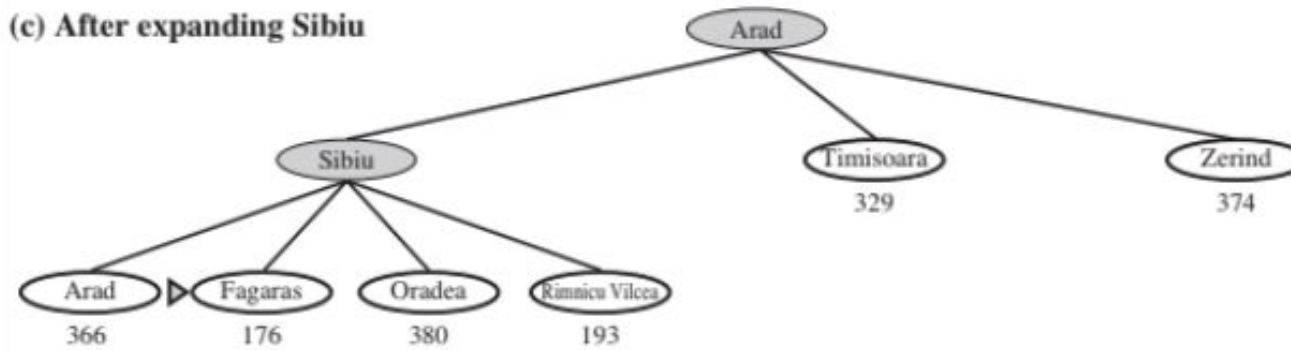 (c) After expanding Sibiu
Arad
Sibiu
Timisoara
Zerind
329
374
Arad
Fagaras
Oradea
Rimnicu Vilcea
366
176
380
193